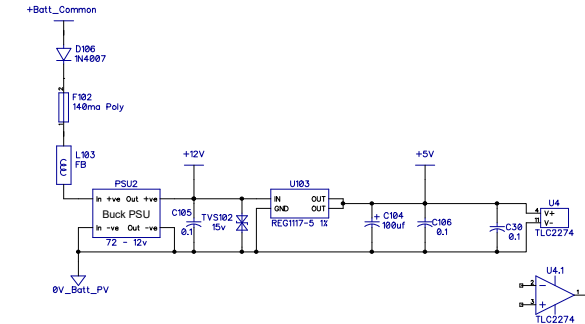 +Batt_Common
D106
1N4007
2
F102
140ma Poly
1
L103
FB
+12V
+5V
PSU2
In +ve Out +ve
Buck PSU
In -ve Out -ve
72 - 12v
C105
0.1
TVS102
15v
U103
IN OUT
GND OUT
REG1117-5 1%
+ C104
100uf
C106
0.1
C30
0.1
U4
4 V+
11 V-
TLC2274
0V_Batt_PV
U4.1
2 -
3 +
1
TLC2274